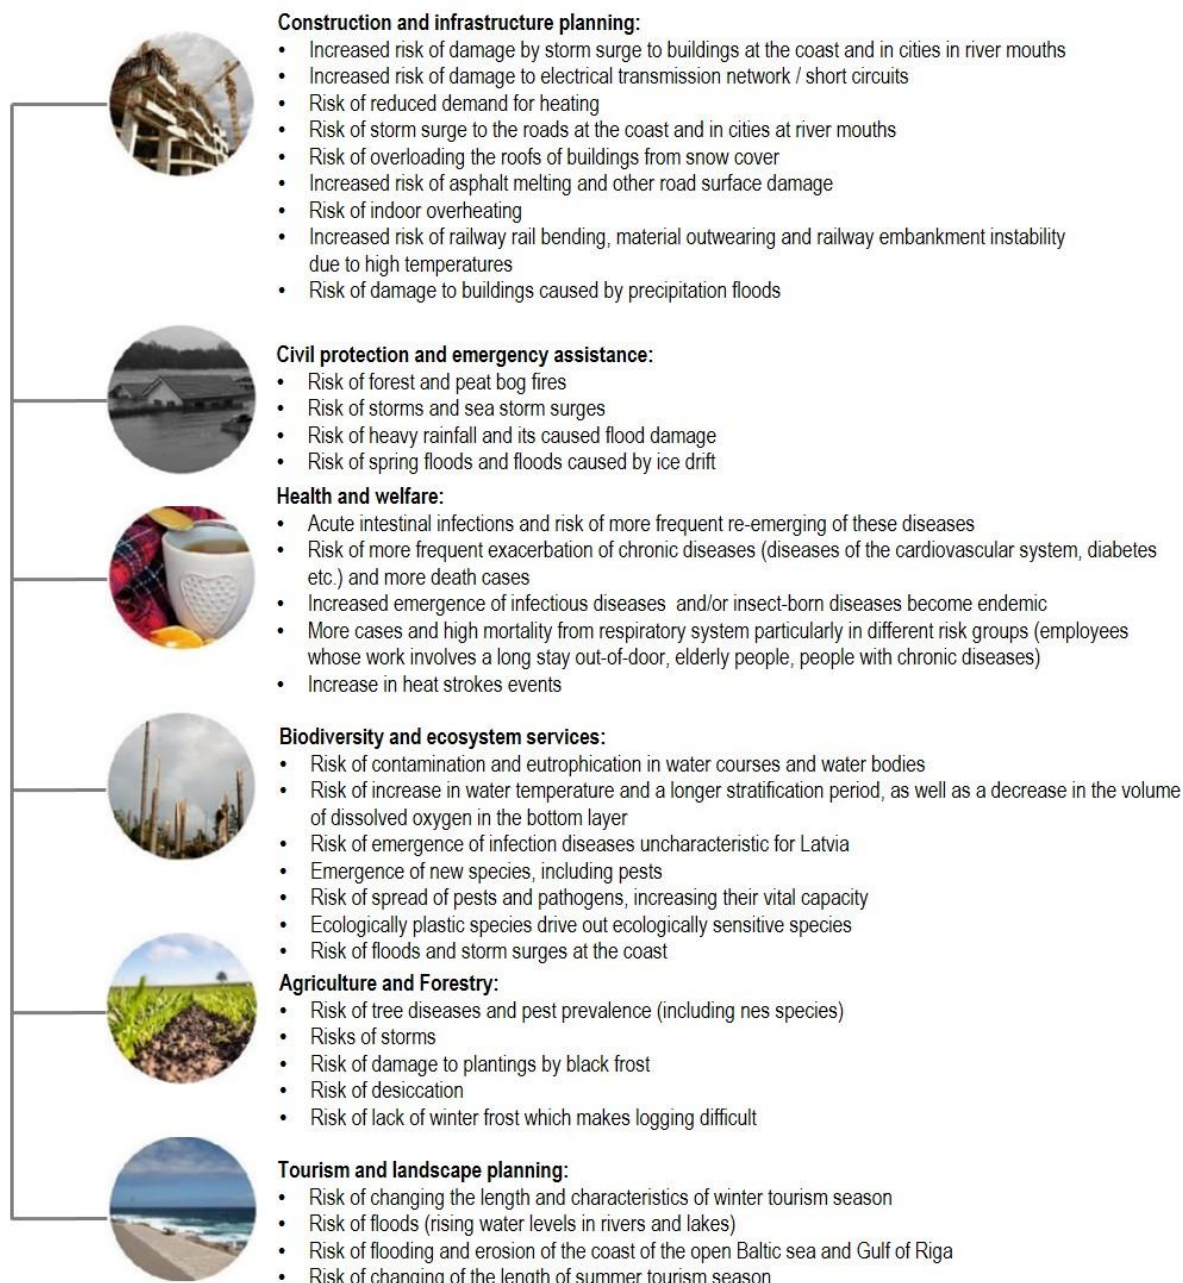 Construction and infrastructure planning:
• Increased risk of damage by storm surge to buildings at the coast and in cities in river mouths
• Increased risk of damage to electrical transmission network / short circuits
• Risk of reduced demand for heating
• Risk of storm surge to the roads at the coast and in cities at river mouths
• Risk of overloading the roofs of buildings from snow cover
• Increased risk of asphalt melting and other road surface damage
• Risk of indoor overheating
• Increased risk of railway rail bending, material outwearing and railway embankment instability
due to high temperatures
• Risk of damage to buildings caused by precipitation floods
Civil protection and emergency assistance:
• Risk of forest and peat bog fires
• Risk of storms and sea storm surges
• Risk of heavy rainfall and its caused flood damage
• Risk of spring floods and floods caused by ice drift
Health and welfare:
• Acute intestinal infections and risk of more frequent re-emerging of these diseases
• Risk of more frequent exacerbation of chronic diseases (diseases of the cardiovascular system, diabetes
etc.) and more death cases
• Increased emergence of infectious diseases and/or insect-born diseases become endemic
• More cases and high mortality from respiratory system particularly in different risk groups (employees
whose work involves a long stay out-of-door, elderly people, people with chronic diseases)
• Increase in heat strokes events
Biodiversity and ecosystem services:
• Risk of contamination and eutrophication in water courses and water bodies
• Risk of increase in water temperature and a longer stratification period, as well as a decrease in the volume
of dissolved oxygen in the bottom layer
• Risk of emergence of infection diseases uncharacteristic for Latvia
• Emergence of new species, including pests
• Risk of spread of pests and pathogens, increasing their vital capacity
• Ecologically plastic species drive out ecologically sensitive species
• Risk of floods and storm surges at the coast
Agriculture and Forestry:
• Risk of tree diseases and pest prevalence (including nes species)
• Risks of storms
• Risk of damage to plantings by black frost
• Risk of desiccation
• Risk of lack of winter frost which makes logging difficult
Tourism and landscape planning:
• Risk of changing the length and characteristics of winter tourism season
• Risk of floods (rising water levels in rivers and lakes)
• Risk of flooding and erosion of the coast of the open Baltic sea and Gulf of Riga
• Risk of changing of the length of summer tourism season